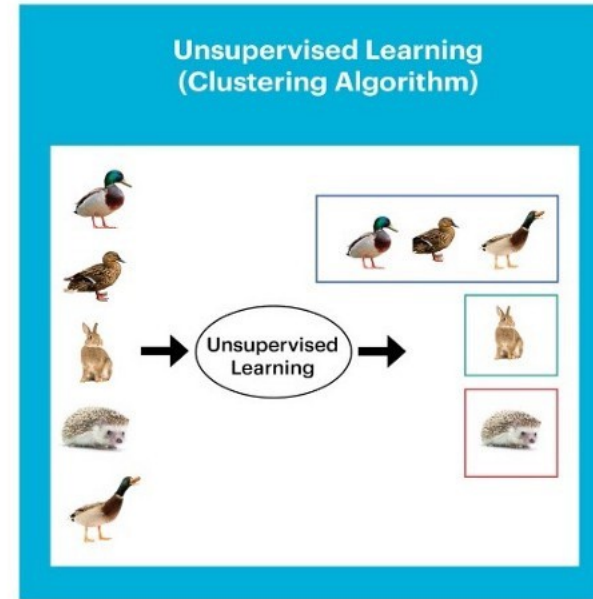 Unsupervised Learning
(Clustering Algorithm)
Unsupervised
Learning